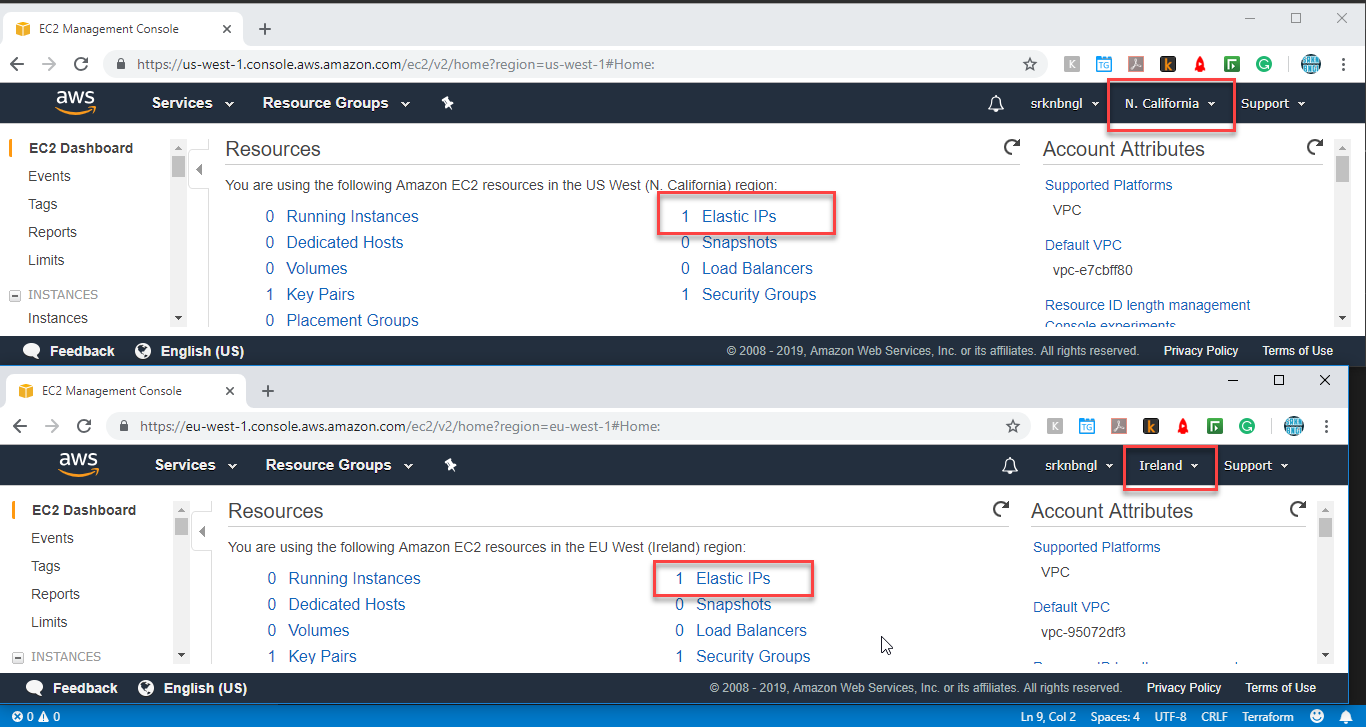 EC2 Management Console
https://us-west-1.console.aws.amazon.com/ec2/v2/home?region=us-west-1#Home:
aws Services Resource Groups srknbngl N. California Support
EC2 Dashboard
Events
Tags
Reports
Limits
INSTANCES
Instances
Resources
You are using the following Amazon EC2 resources in the US West (N. California) region:
0 Running Instances 1 Elastic IPs
0 Dedicated Hosts 0 Snapshots
0 Volumes 0 Load Balancers
1 Key Pairs 1 Security Groups
0 Placement Groups
Account Attributes
Supported Platforms
VPC
Default VPC
vpc-e7cbff80
Resource ID length management
Console experiments
Feedback English (US) © 2008 - 2019, Amazon Web Services, Inc. or its affiliates. All rights reserved. Privacy Policy Terms of Use
EC2 Management Console
https://eu-west-1.console.aws.amazon.com/ec2/v2/home?region=eu-west-1#Home:
aws Services Resource Groups srknbngl Ireland Support
EC2 Dashboard
Events
Tags
Reports
Limits
INSTANCES
Resources
You are using the following Amazon EC2 resources in the EU West (Ireland) region:
0 Running Instances 1 Elastic IPs
0 Dedicated Hosts 0 Snapshots
0 Volumes 0 Load Balancers
1 Key Pairs 1 Security Groups
Account Attributes
Supported Platforms
VPC
Default VPC
vpc-95072df3
Feedback English (US) © 2008 - 2019, Amazon Web Services, Inc. or its affiliates. All rights reserved. Privacy Policy Terms of Use
0 0 Ln 9, Col 2 Spaces: 4 UTF-8 CRLF Terraform